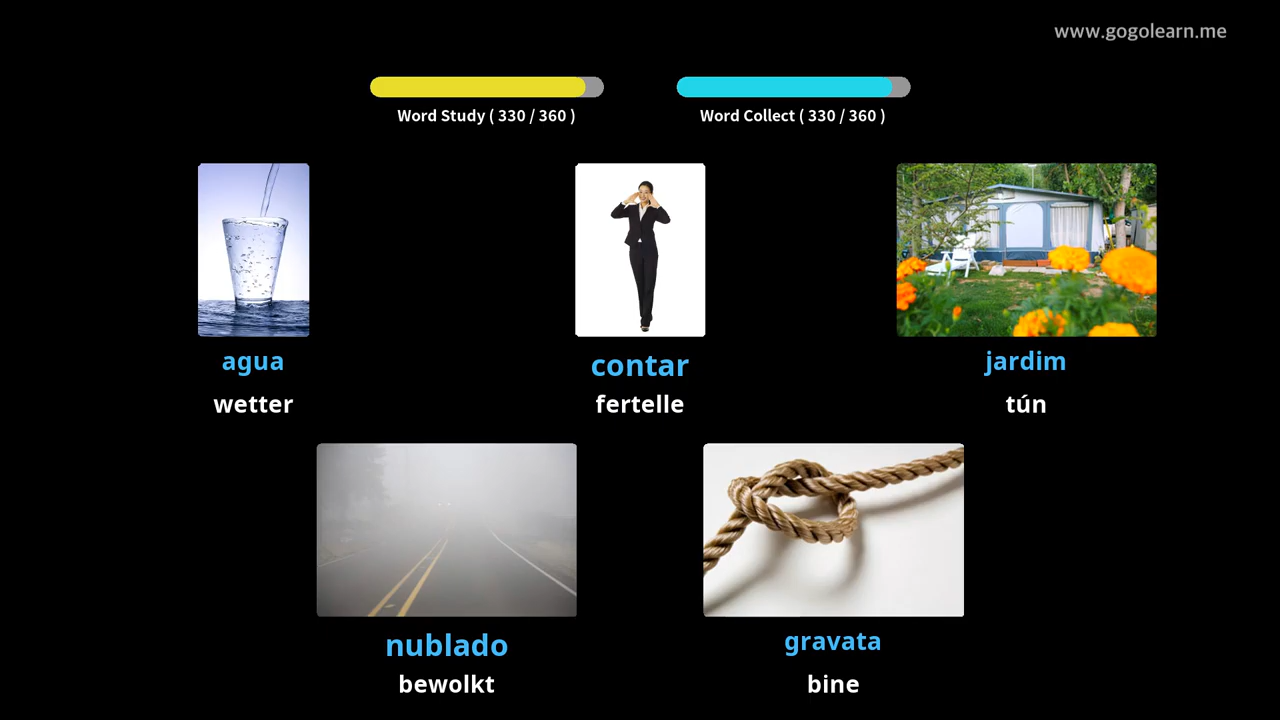 www.gogolearn.me
Word Study ( 330 / 360 )
Word Collect ( 330 / 360 )
agua
contar
jardim
wetter
fertelle
tún
nublado
gravata
bewolkt
bine